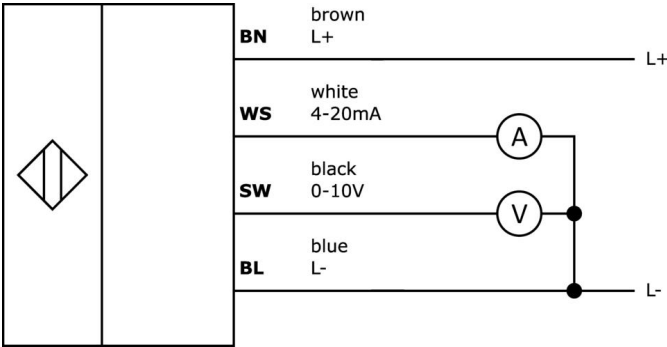 brown
BN L+
L+
white
WS 4-20mA
A
black
SW 0-10V
V
blue
BL L-
L-